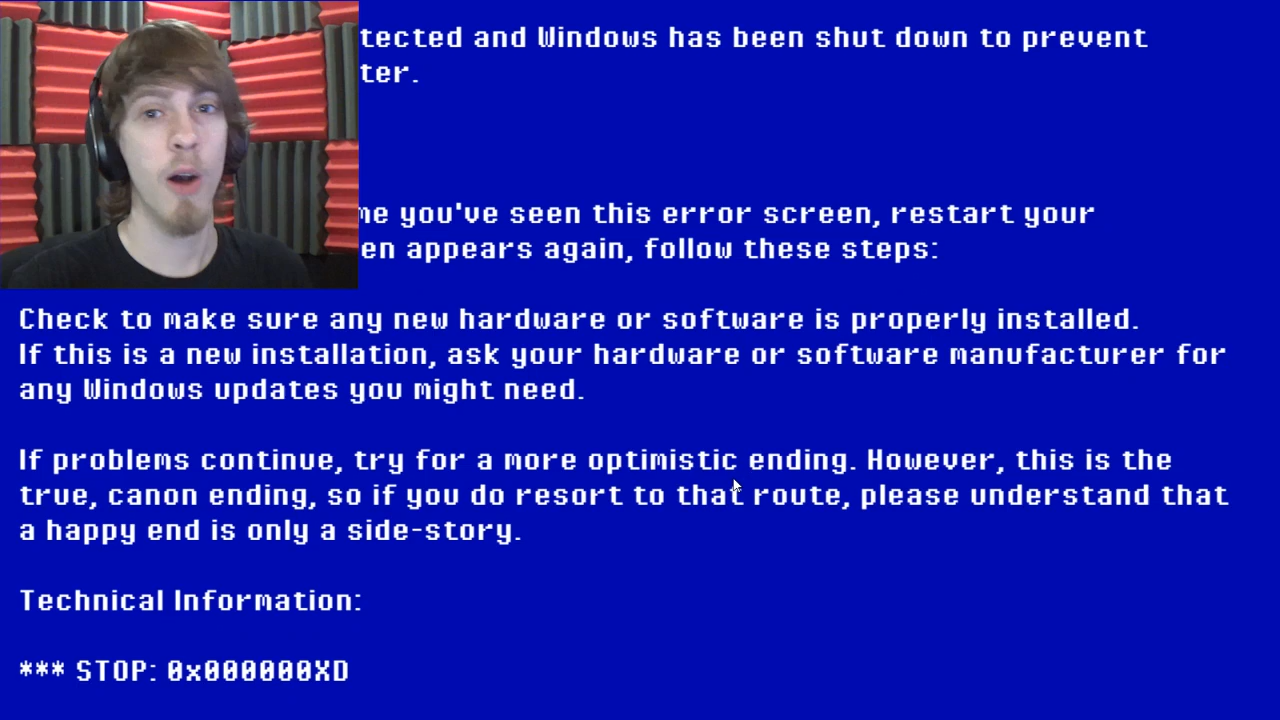 tected and Windows has been shut down to prevent
ter.
me you've seen this error screen, restart your
en appears again, follow these steps:
Check to make sure any new hardware or software is properly installed.
If this is a new installation, ask your hardware or software manufacturer for
any Windows updates you might need.
If problems continue, try for a more optimistic ending. However, this is the
true, canon ending, so if you do resort to that route, please understand that
a happy end is only a side-story.
Technical Information:
*** STOP: 0x000000XD